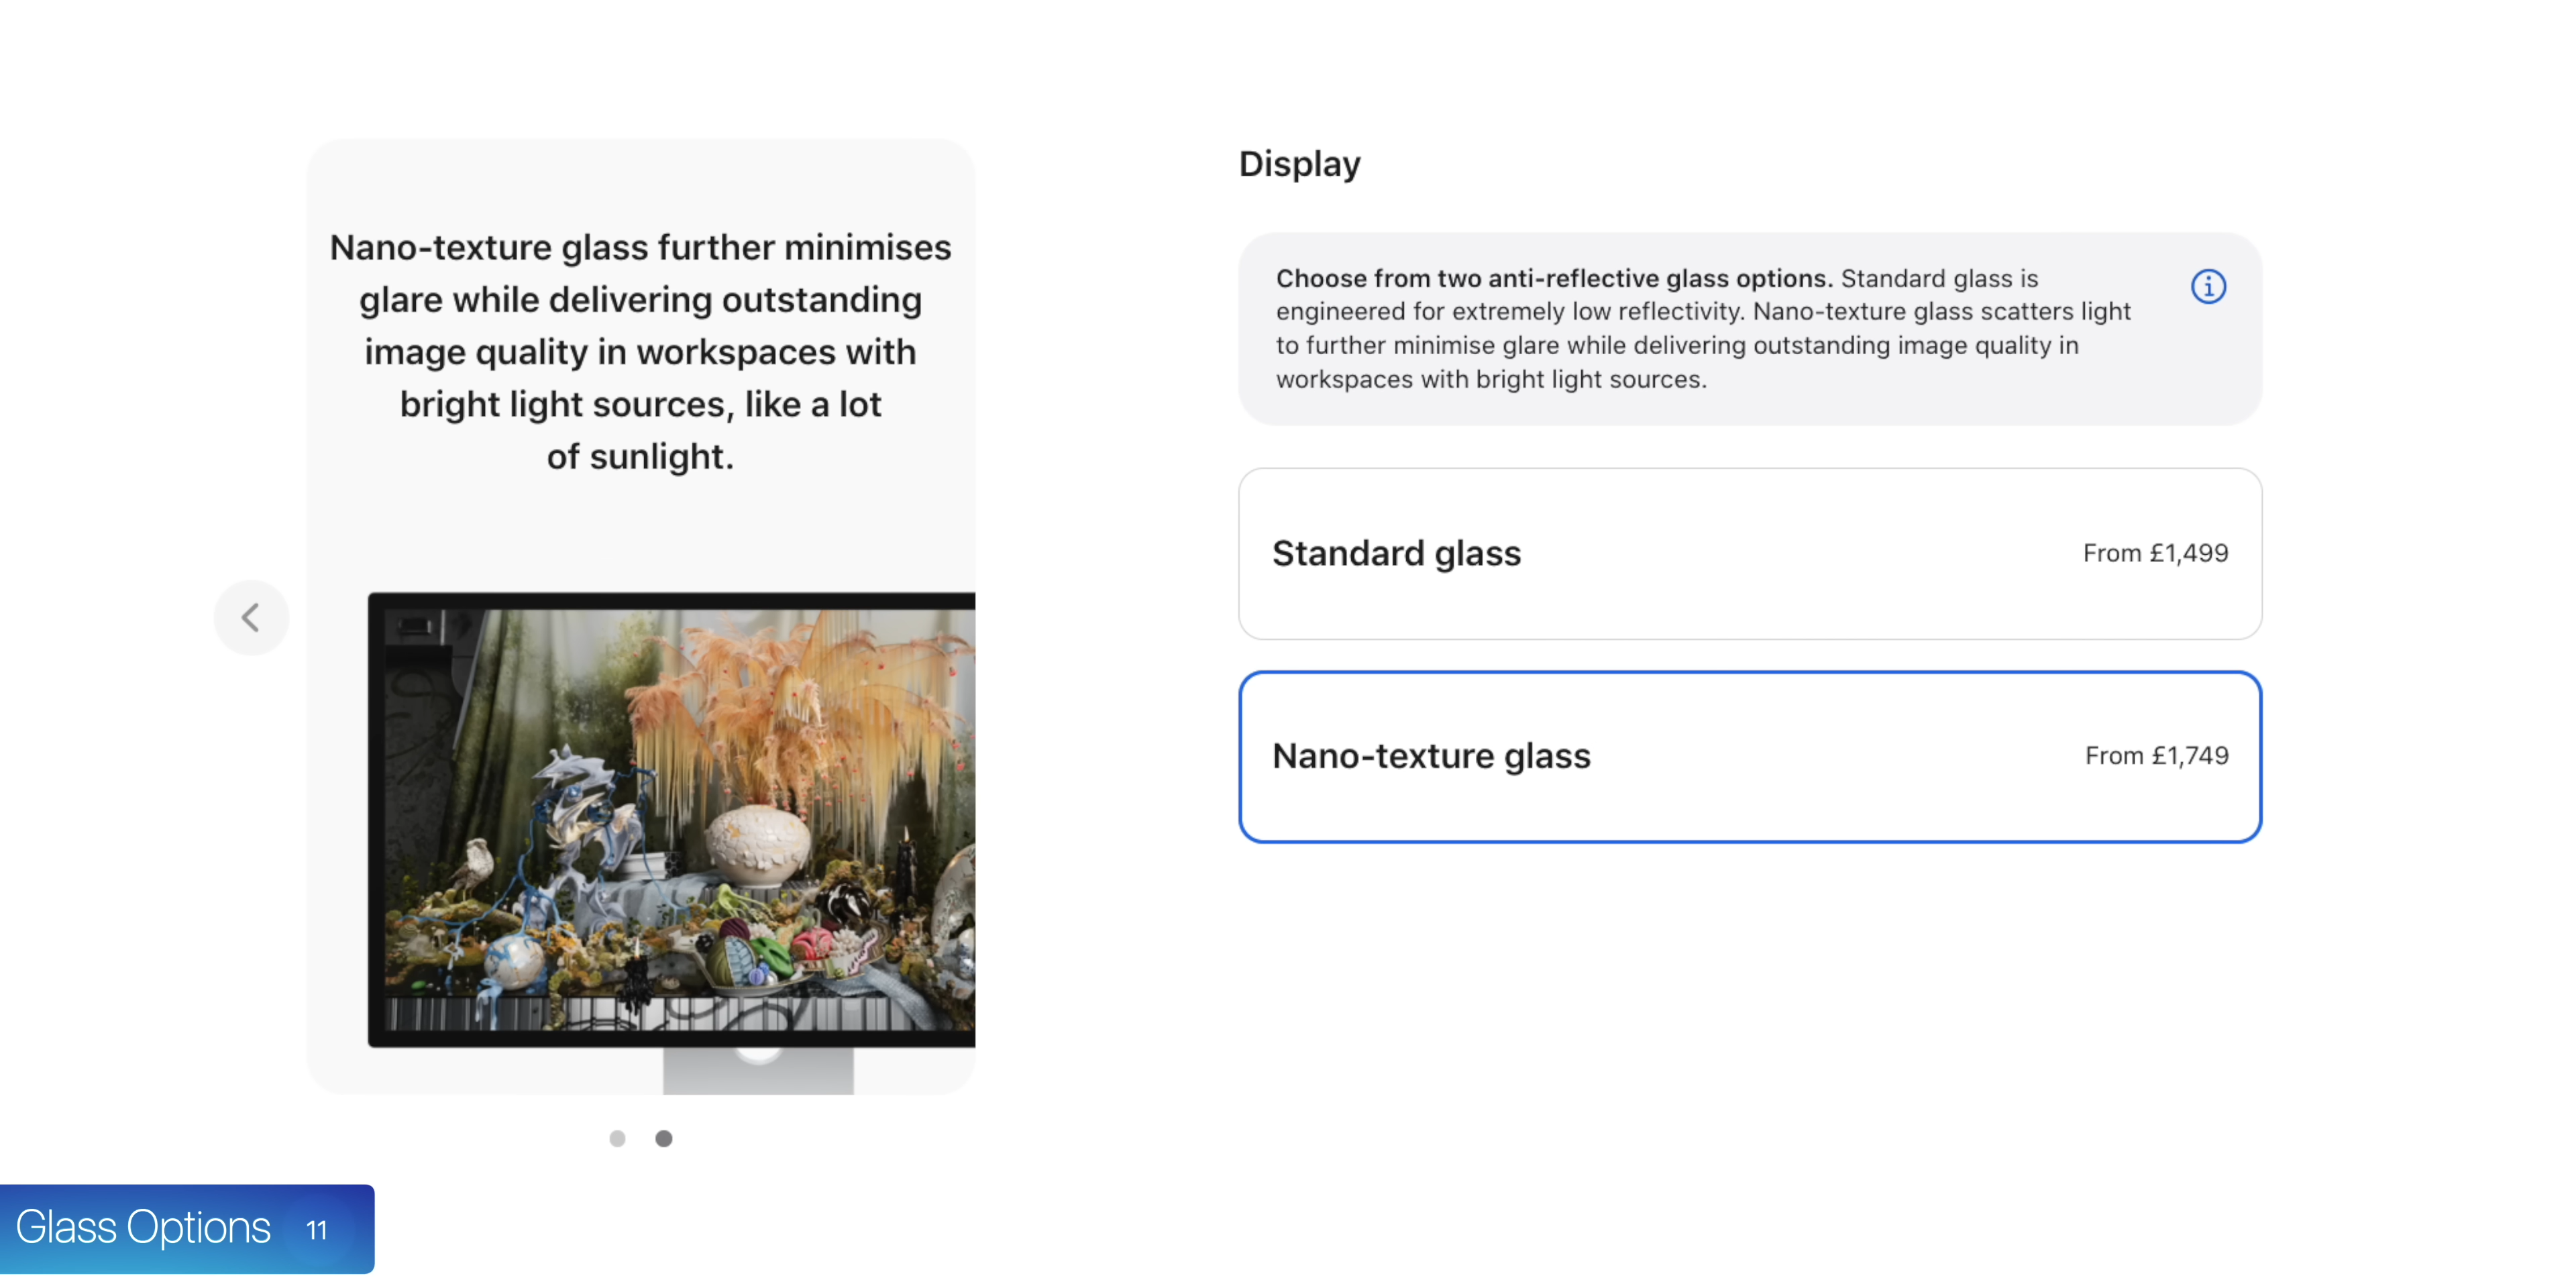 Nano-texture glass further minimises
glare while delivering outstanding
image quality in workspaces with
bright light sources, like a lot
of sunlight.
Display
Choose from two anti-reflective glass options. Standard glass is
engineered for extremely low reflectivity. Nano-texture glass scatters light
to further minimise glare while delivering outstanding image quality in
workspaces with bright light sources.
Standard glass From £1,499
Nano-texture glass From £1,749
Glass Options 11